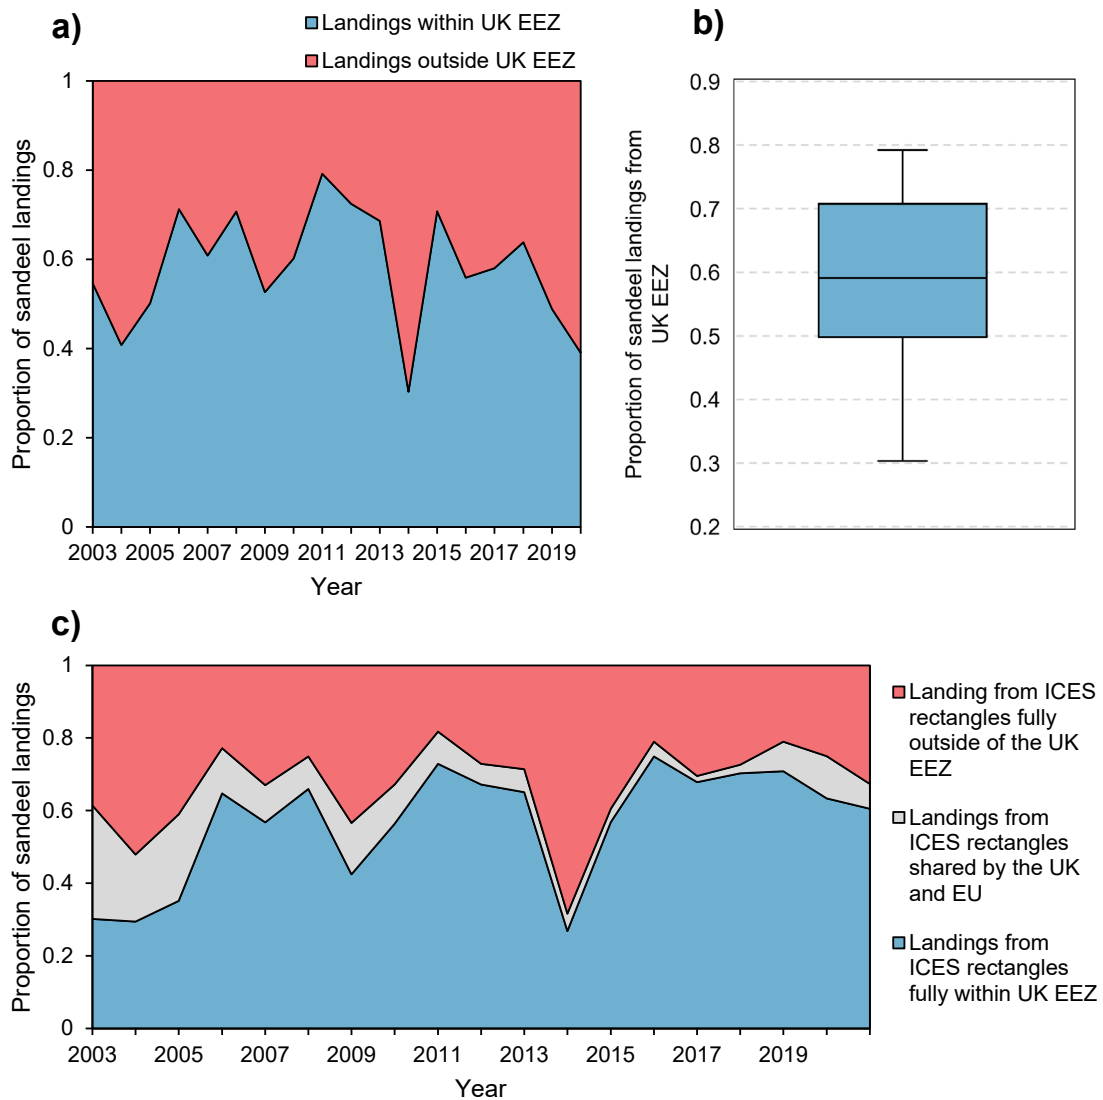 a)
Landings within UK EEZ
Landings outside UK EEZ
Proportion of sandeel landings
1
0.8
0.6
0.4
0.2
0
2003 2005 2007 2009 2011 2013 2015 2017 2019
Year
b)
Proportion of sandeel landings from
UK EEZ
0.9
0.8
0.7
0.6
0.5
0.4
0.3
0.2
c)
Proportion of sandeel landings
1
0.8
0.6
0.4
0.2
0
2003 2005 2007 2009 2011 2013 2015 2017 2019
Year
Landing from ICES
rectangles fully
outside of the UK
EEZ
Landings from
ICES rectangles
shared by the UK
and EU
Landings from
ICES rectangles
fully within UK EEZ